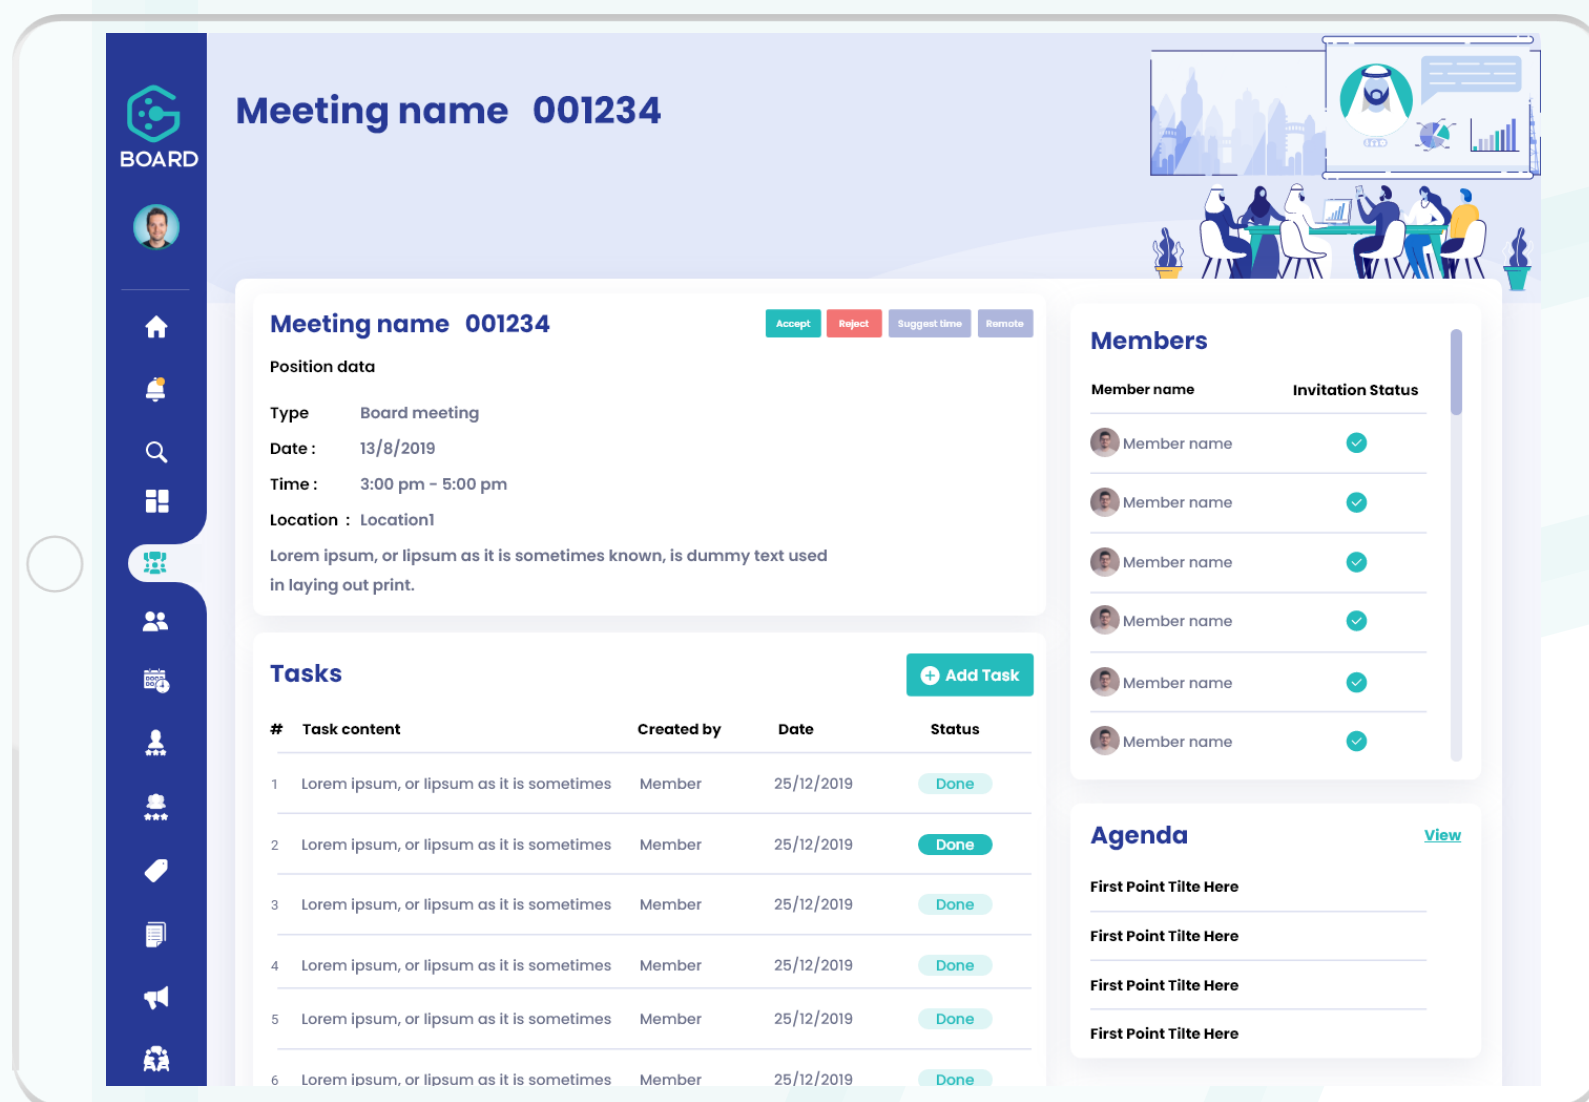 BOARD
Meeting name 001234
Meeting name 001234
Accept Reject Suggest time Remote
Position data
Type Board meeting
Date : 13/8/2019
Time : 3:00 pm - 5:00 pm
Location : Location1
Lorem ipsum, or lipsum as it is sometimes known, is dummy text used
in laying out print.
Tasks
Add Task
# Task content Created by Date Status
1 Lorem ipsum, or lipsum as it is sometimes Member 25/12/2019 Done
2 Lorem ipsum, or lipsum as it is sometimes Member 25/12/2019 Done
3 Lorem ipsum, or lipsum as it is sometimes Member 25/12/2019 Done
4 Lorem ipsum, or lipsum as it is sometimes Member 25/12/2019 Done
5 Lorem ipsum, or lipsum as it is sometimes Member 25/12/2019 Done
6 Lorem ipsum, or lipsum as it is sometimes Member 25/12/2019 Done
Members
Member name Invitation Status
Member name
Member name
Member name
Member name
Member name
Member name
Agenda
View
First Point Tilte Here
First Point Tilte Here
First Point Tilte Here
First Point Tilte Here